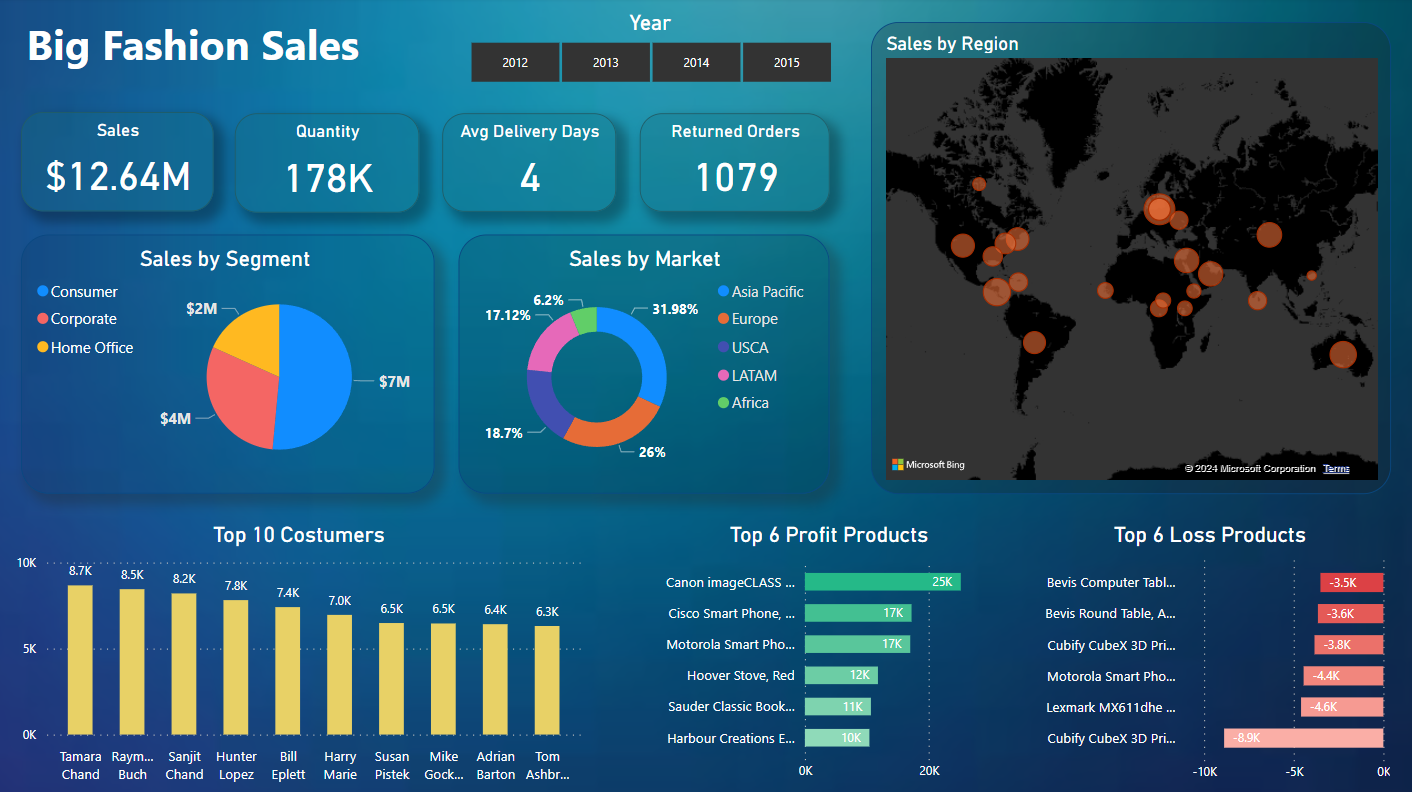 Big Fashion Sales
Year
2012
2013
2014
2015
Sales
$12.64M
Quantity
178K
Avg Delivery Days
4
Returned Orders
1079
Sales by Region
Microsoft Bing
© 2024 Microsoft Corporation Terms
Sales by Segment
Consumer
Corporate
Home Office
$2M
$7M
$4M
Sales by Market
6.2%
17.12%
31.98%
18.7%
26%
Asia Pacific
Europe
USCA
LATAM
Africa
Top 10 Costumers
10K
5K
0K
8.7K
8.5K
8.2K
7.8K
7.4K
7.0K
6.5K
6.5K
6.4K
6.3K
Tamara
Chand
Raym...
Buch
Sanjit
Chand
Hunter
Lopez
Bill
Eplett
Harry
Marie
Susan
Pistek
Mike
Gock...
Adrian
Barton
Tom
Ashbr...
Top 6 Profit Products
Canon imageCLASS ...
25K
Cisco Smart Phone, ...
17K
Motorola Smart Pho...
17K
Hoover Stove, Red
12K
Sauder Classic Book...
11K
Harbour Creations E...
10K
0K
20K
Top 6 Loss Products
Bevis Computer Tabl...
-3.5K
Bevis Round Table, A...
-3.6K
Cubify CubeX 3D Pri...
-3.8K
Motorola Smart Pho...
-4.4K
Lexmark MX611dhe ...
-4.6K
Cubify CubeX 3D Pri...
-8.9K
-10K
-5K
0K